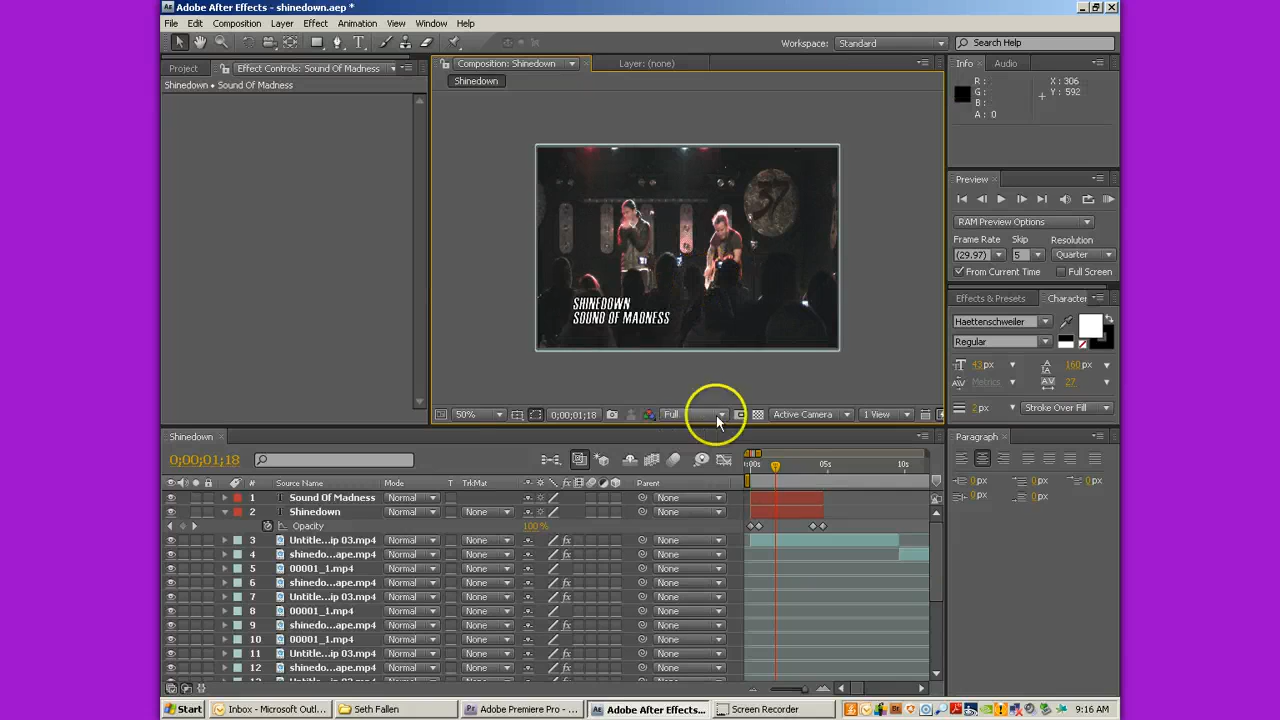 Adobe After Effects - shinedown.aep *
File Edit Composition Layer Effect Animation View Window Help
Workspace: Standard Search Help
Project Effect Controls: Sound Of Madness
Shinedown • Sound Of Madness
Composition: Shinedown Layer: (none)
Shinedown
37
SHINEDOWN
SOUND OF MADNESS
50% 0;00;01;18 Full Active Camera 1 View
Info Audio
R :
G :
B :
A : 0
X : 306
Y : 592
Preview
RAM Preview Options
Frame Rate Skip Resolution
(29.97) 5 Quarter
From Current Time Full Screen
Effects & Presets Character
Haettenschweiler
Regular
43 px 160 px
Metrics 27
2 px Stroke Over Fill
Paragraph
0 px 0 px 0 px
0 px 0 px
Shinedown
0;00;01;18
:00s 05s 10s
# Source Name Mode T TrkMat Parent
1 Sound Of Madness Normal None
2 Shinedown Normal None None
Opacity 100 %
3 Untitle...ip 03.mp4 Normal None None
4 shinedo...ape.mp4 Normal None None
5 00001_1.mp4 Normal None None
6 shinedo...ape.mp4 Normal None None
7 Untitle...ip 03.mp4 Normal None None
8 00001_1.mp4 Normal None None
9 shinedo...ape.mp4 Normal None None
10 00001_1.mp4 Normal None None
11 Untitle...ip 03.mp4 Normal None None
12 shinedo...ape.mp4 Normal None None
Start Inbox - Microsoft Outl... Seth Fallen Adobe Premiere Pro - ... Adobe After Effects... Screen Recorder 9:16 AM